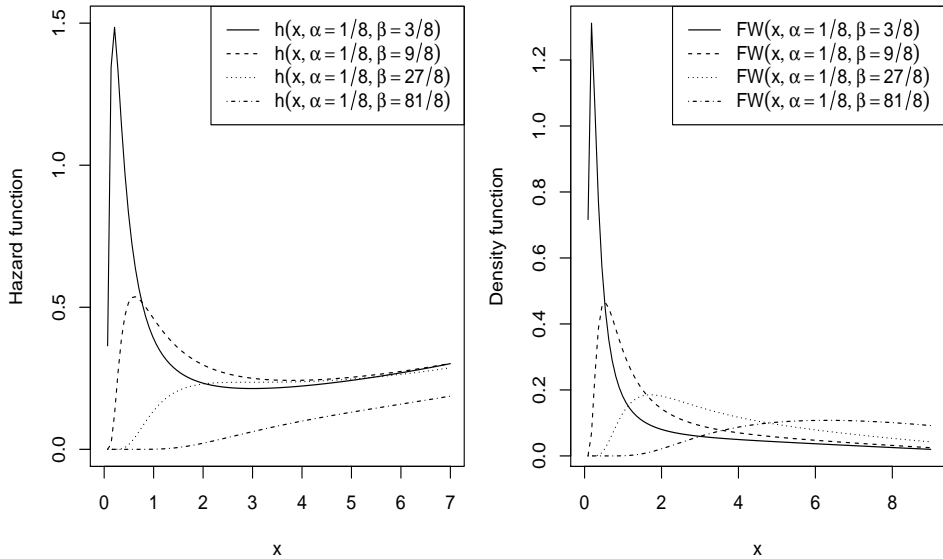 h(x, α = 1/8, β = 3/8)
h(x, α = 1/8, β = 9/8)
h(x, α = 1/8, β = 27/8)
h(x, α = 1/8, β = 81/8)
Hazard function
1.5
1.0
0.5
0.0
0 1 2 3 4 5 6 7
x
FW(x, α = 1/8, β = 3/8)
FW(x, α = 1/8, β = 9/8)
FW(x, α = 1/8, β = 27/8)
FW(x, α = 1/8, β = 81/8)
Density function
1.2
1.0
0.8
0.6
0.4
0.2
0.0
0 2 4 6 8
x